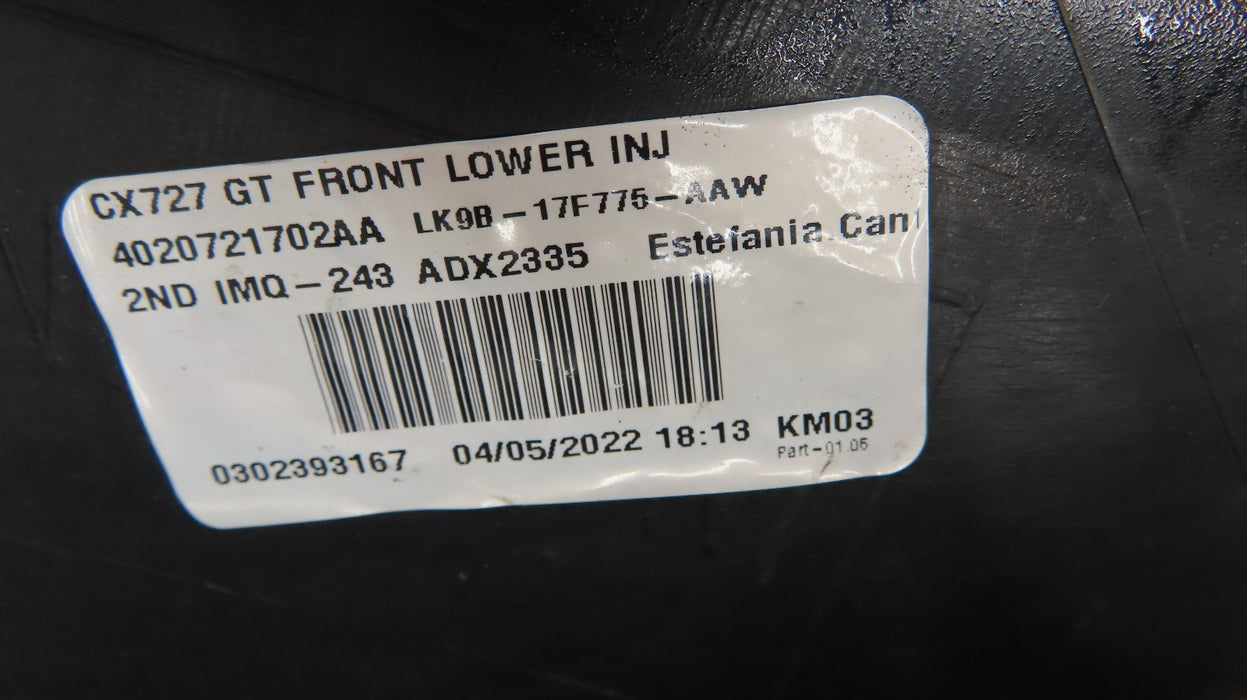 CX727 GT FRONT LOWER INJ
4020721702AA LK9B-17F775-AAW
2ND IMQ-243 ADX2335 Estefania.Can
0302393167 04/05/2022 18:13 KM03
Part-01.06